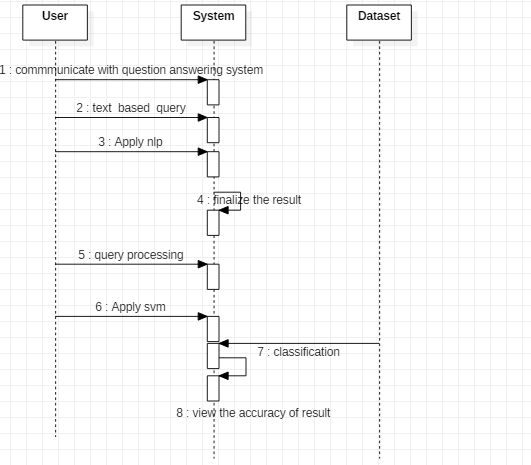 User
System
Dataset
1 : commmunicate with question answering system
2 : text based query
3 : Apply nlp
4 : finalize the result
5 : query processing
6 : Apply svm
7 : classification
8 : view the accuracy of result